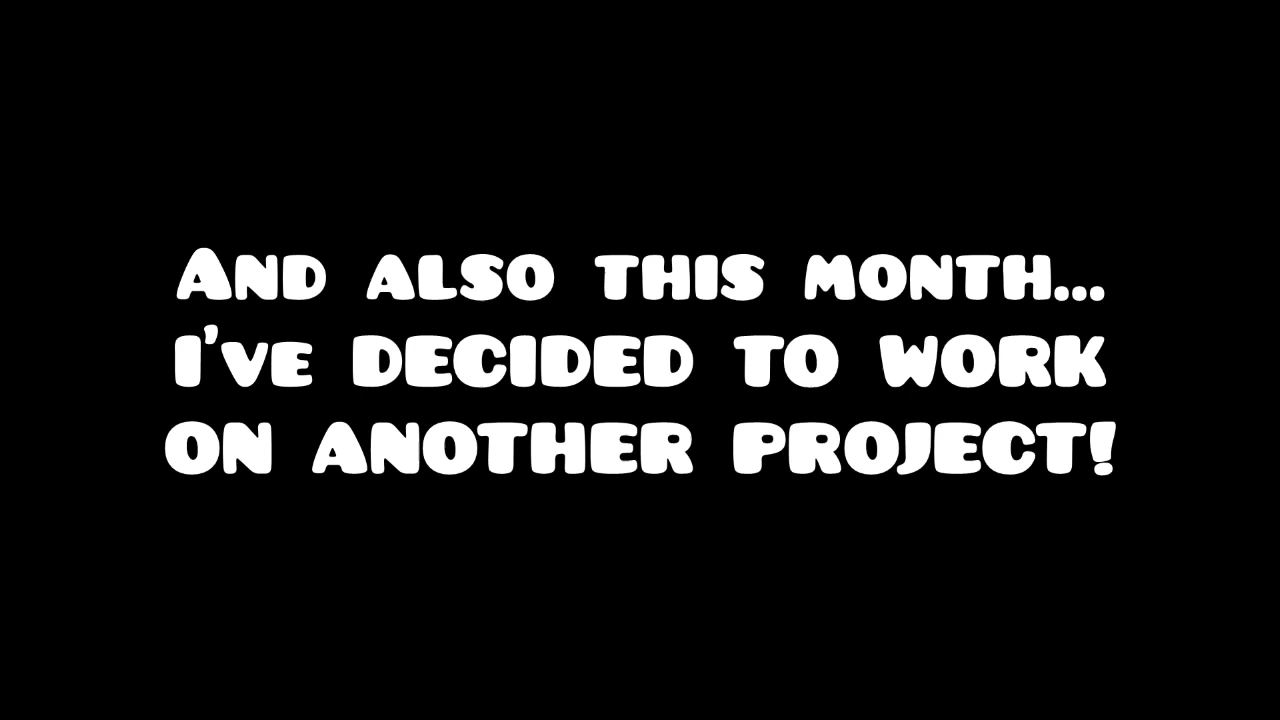 And also this month...
I've decided to work
on another project!